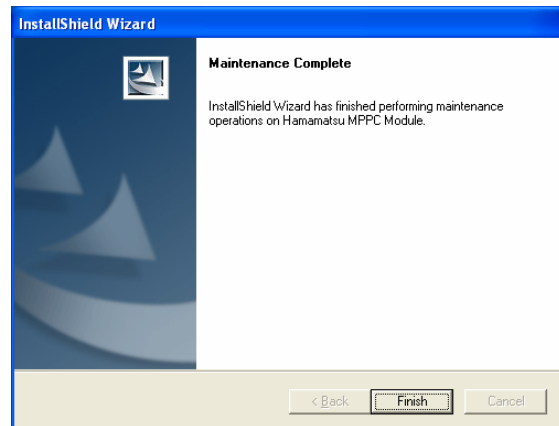 InstallShield Wizard
Maintenance Complete
InstallShield Wizard has finished performing maintenance
operations on Hamamatsu MPPC Module.
< Back
Finish
Cancel